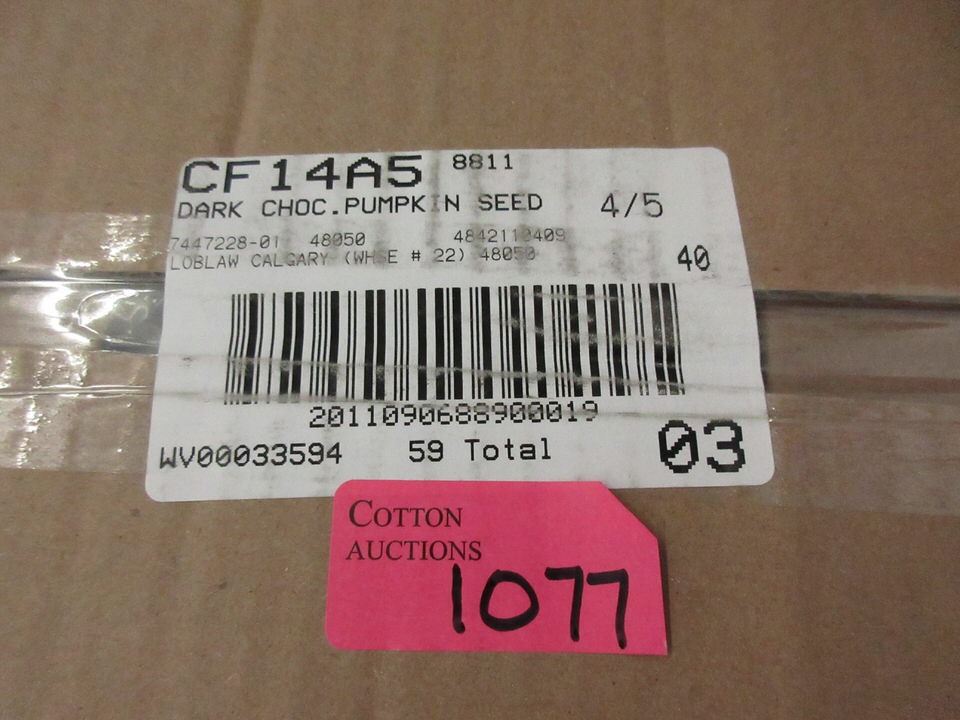 CF14A5 8811
DARK CHOC.PUMPKIN SEED 4/5
7447228-01 48050 4842110409
LOBLAW CALGARY (WHSE # 22) 48050 40
2011090688900019
WV00033594 59 Total 03
COTTON
AUCTIONS
1077